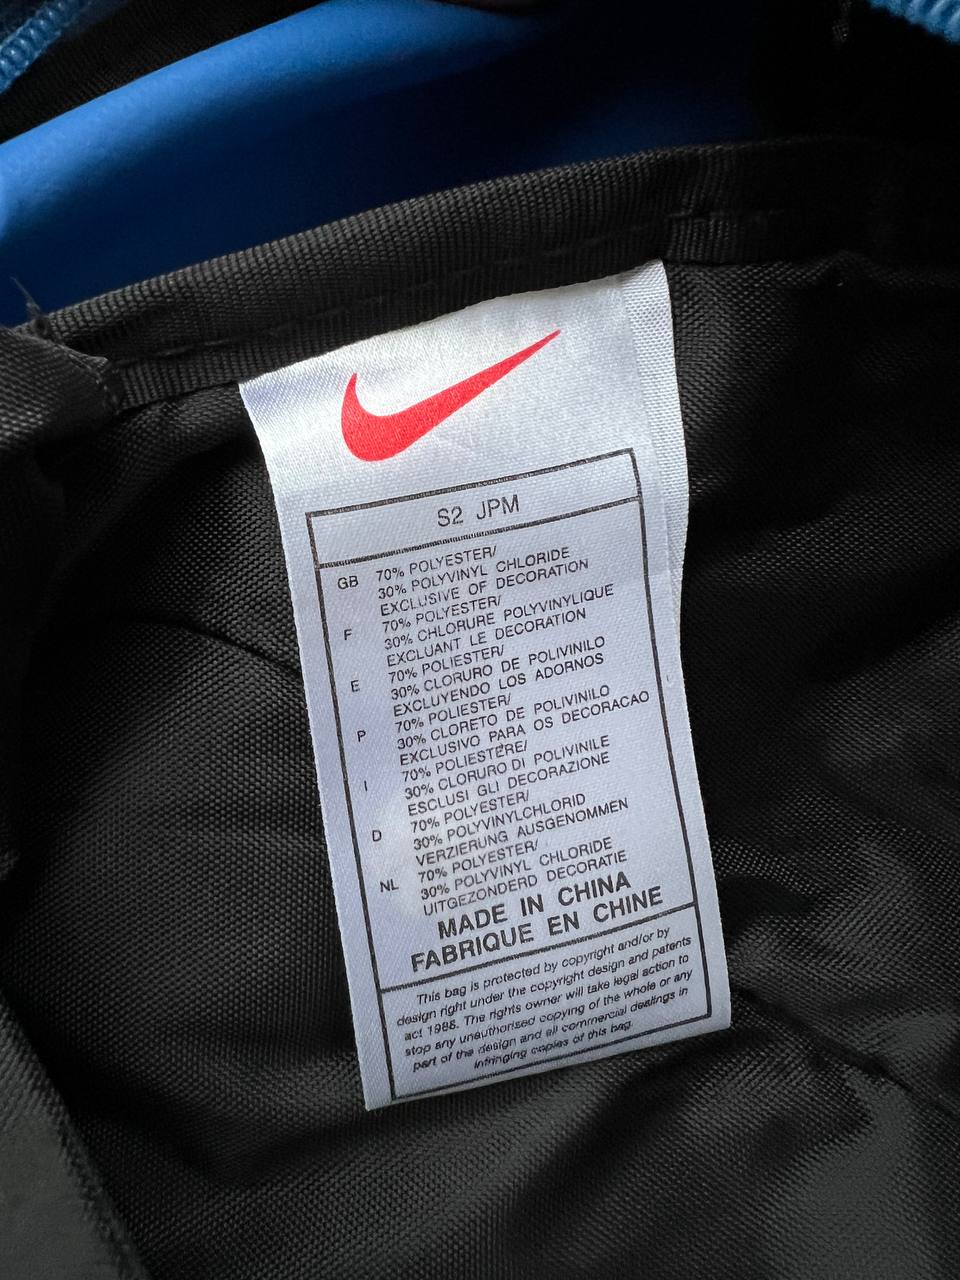 S2 JPM
GB 70% POLYESTER/
30% POLYVINYL CHLORIDE
EXCLUSIVE OF DECORATION
F 70% POLYESTER/
30% CHLORURE POLYVINYLIQUE
EXCLUANT LE DECORATION
E 70% POLIESTER/
30% CLORURO DE POLIVINILO
EXCLUYENDO LOS ADORNOS
P 70% POLIESTER/
30% CLORETO DE POLIVINILO
EXCLUSIVO PARA OS DECORACAO
I 70% POLIESTERE/
30% CLORURO DI POLIVINILE
ESCLUSI GLI DECORAZIONE
D 70% POLYESTER/
30% POLYVINYLCHLORID
VERZIERUNG AUSGENOMMEN
NL 70% POLYESTER/
30% POLYVINYL CHLORIDE
UITGEZONDERD DECORATIE
MADE IN CHINA
FABRIQUE EN CHINE
This bag is protected by copyright and/or by
design right under the copyright design and patents
act 1988. The rights owner will take legal action to
stop any unauthorised copying of the whole or any
part of the design and all commercial dealings in
infringing copies of this bag.